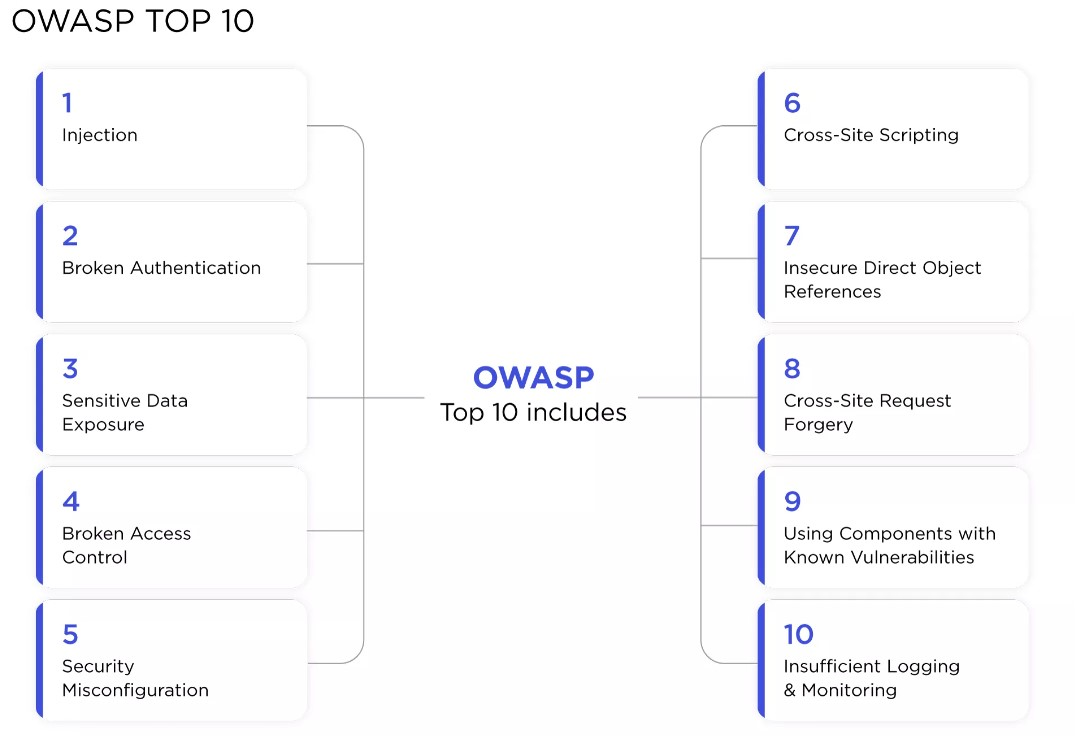 OWASP TOP 10
1
Injection
2
Broken Authentication
3
Sensitive Data
Exposure
4
Broken Access
Control
5
Security
Misconfiguration
OWASP
Top 10 includes
6
Cross-Site Scripting
7
Insecure Direct Object
References
8
Cross-Site Request
Forgery
9
Using Components with
Known Vulnerabilities
10
Insufficient Logging
& Monitoring